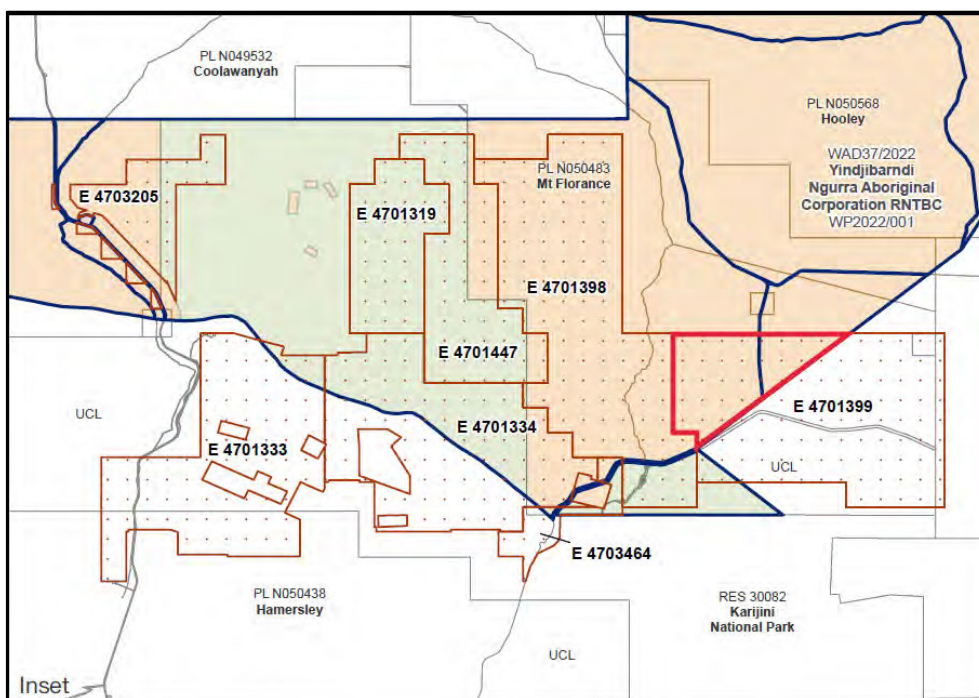 PL N049532
Coolawanyah
PL N050568
Hooley
WAD37/2022
Yindjibarndi
Ngurra Aboriginal
Corporation RNTBC
WP2022/001
PL N050483
Mt Florance
E 4703205
E 4701319
E 4701398
E 4701447
E 4701399
UCL
E 4701334
E 4701333
UCL
E 4703464
PL N050438
Hamersley
RES 30082
Karijini
National Park
UCL
Inset